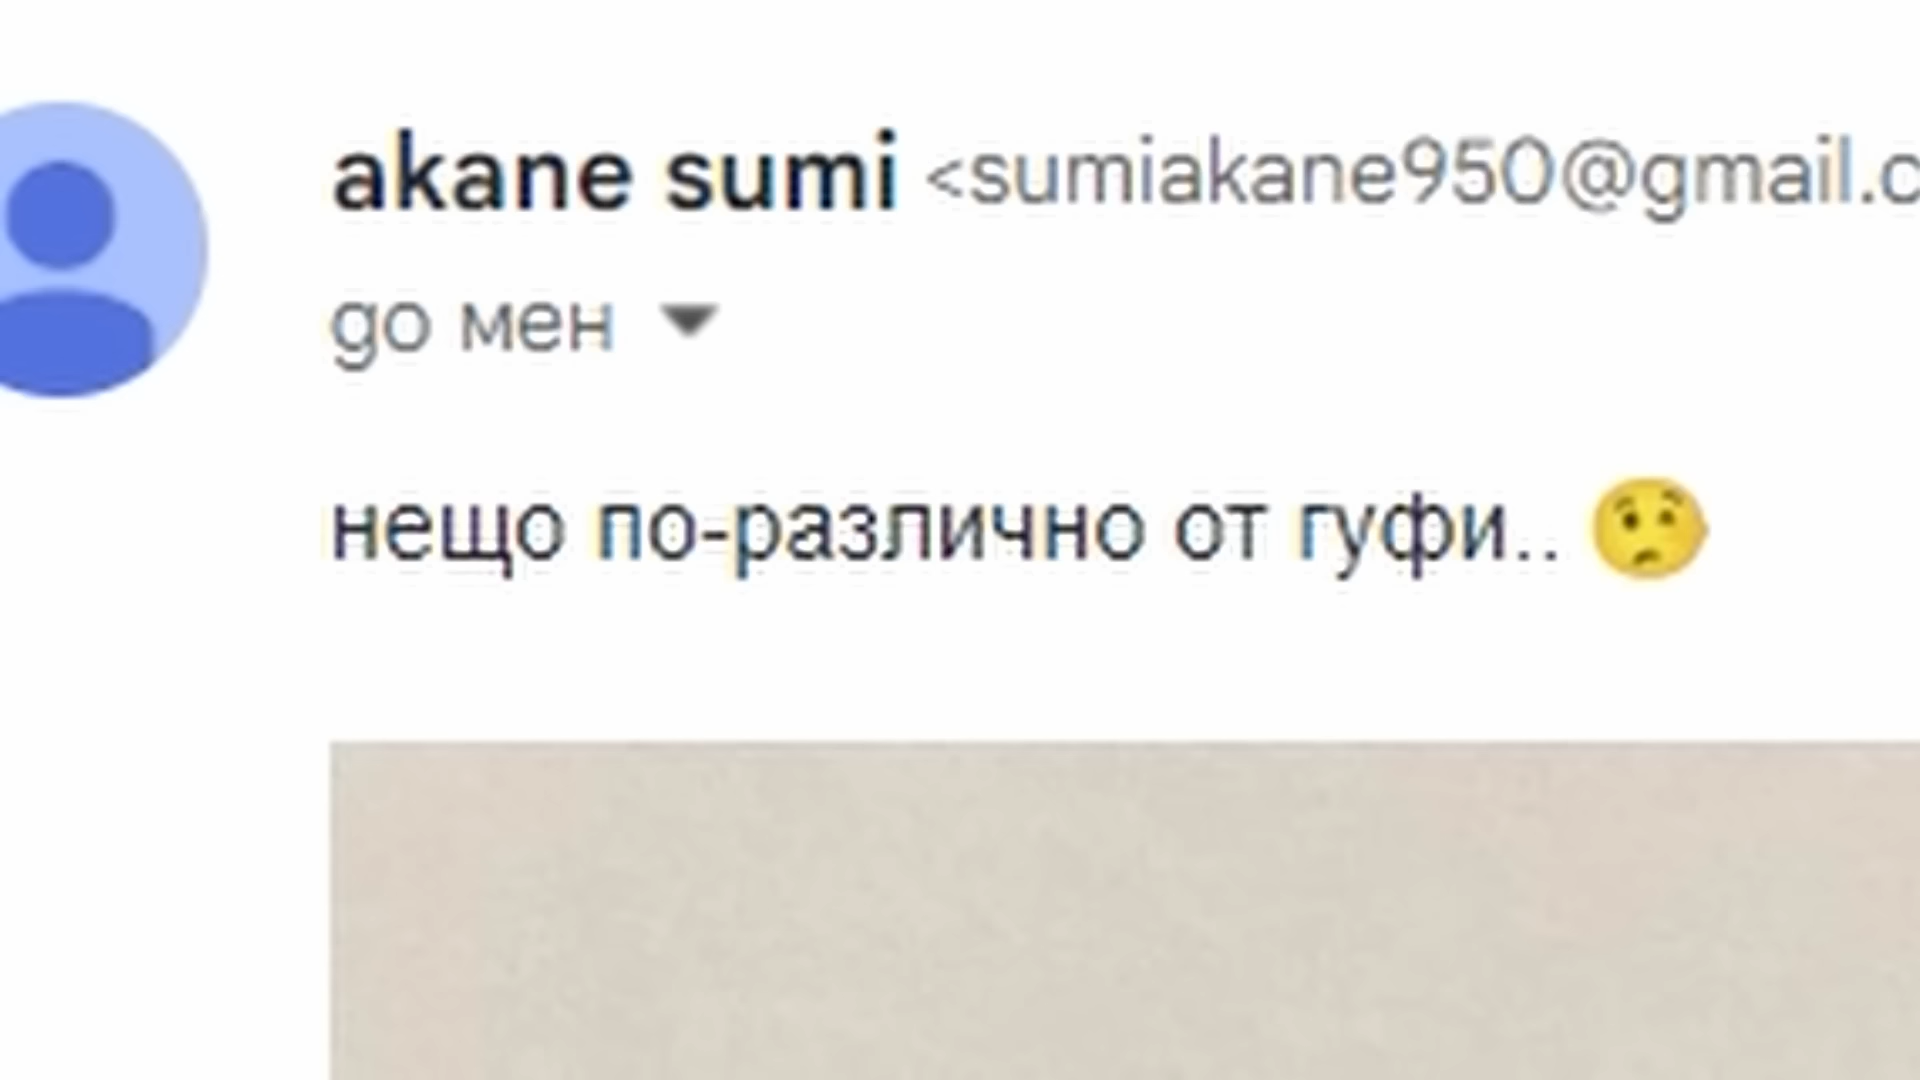 akane sumi <sumiakane950@gmail.c
до мен
нещо по-различно от гуфи.. 😟